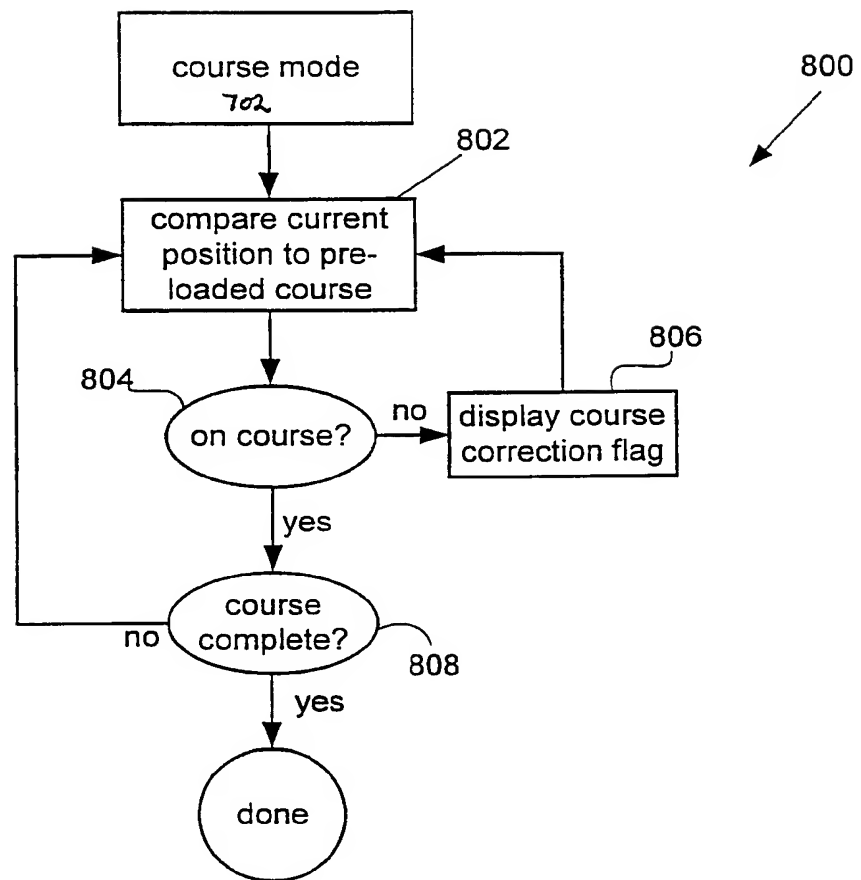 course mode
702
800
802
compare current
position to pre-
loaded course
804
on course?
no
806
display course
correction flag
yes
course
complete?
no
808
yes
done